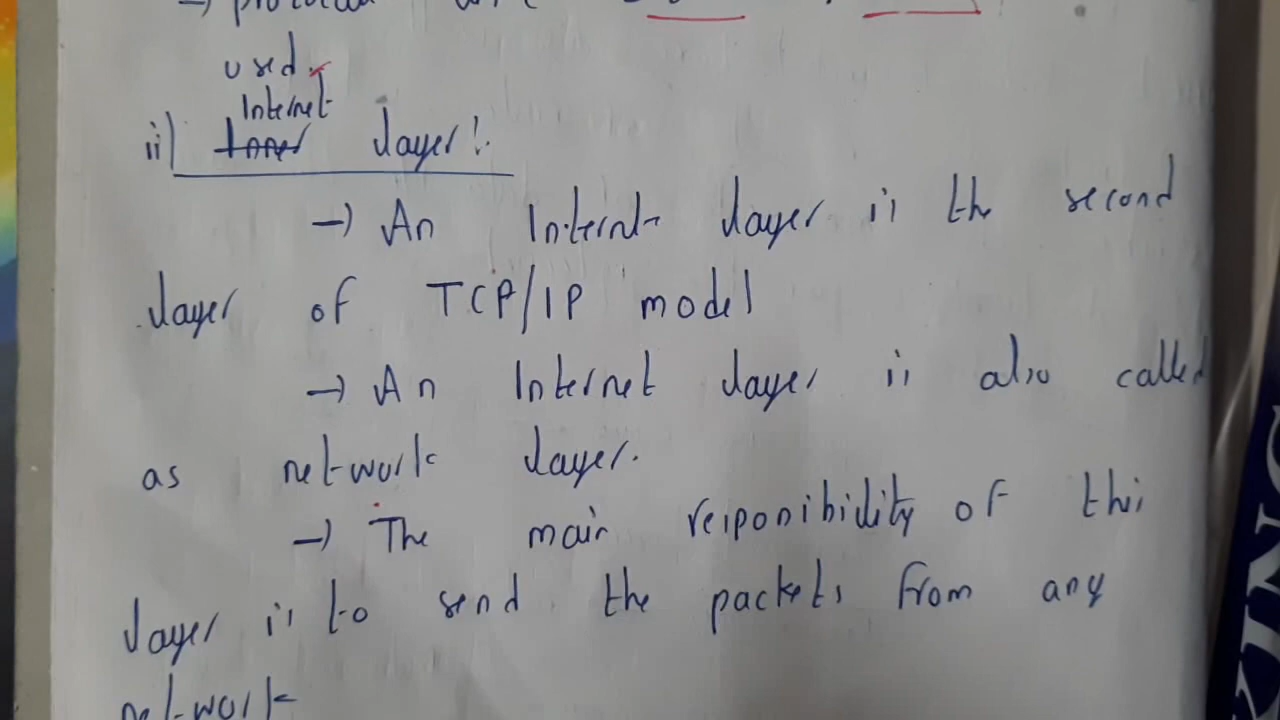 used.
Internet
ii) layer:
→ An Internet layer is the second
layer of TCP/IP model
→ An Internet layer is also called
as network layer.
→ The main responsibility of this
layer is to send the packets from any
network
ZING